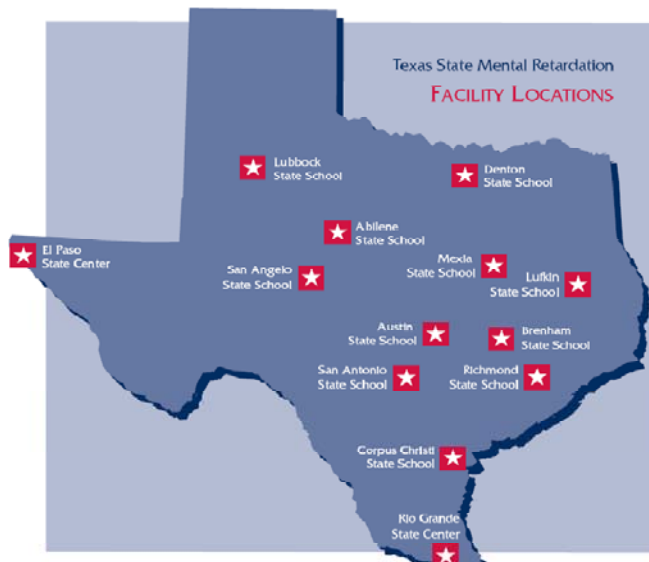 Texas State Mental Retardation
FACILITY LOCATIONS
Lubbock
State School
Denton
State School
Abilene
State School
El Paso
State Center
San Angelo
State School
Mexia
State School
Lufkin
State School
Austin
State School
Brenham
State School
San Antonio
State School
Richmond
State School
Corpus Christi
State School
Rio Grande
State Center